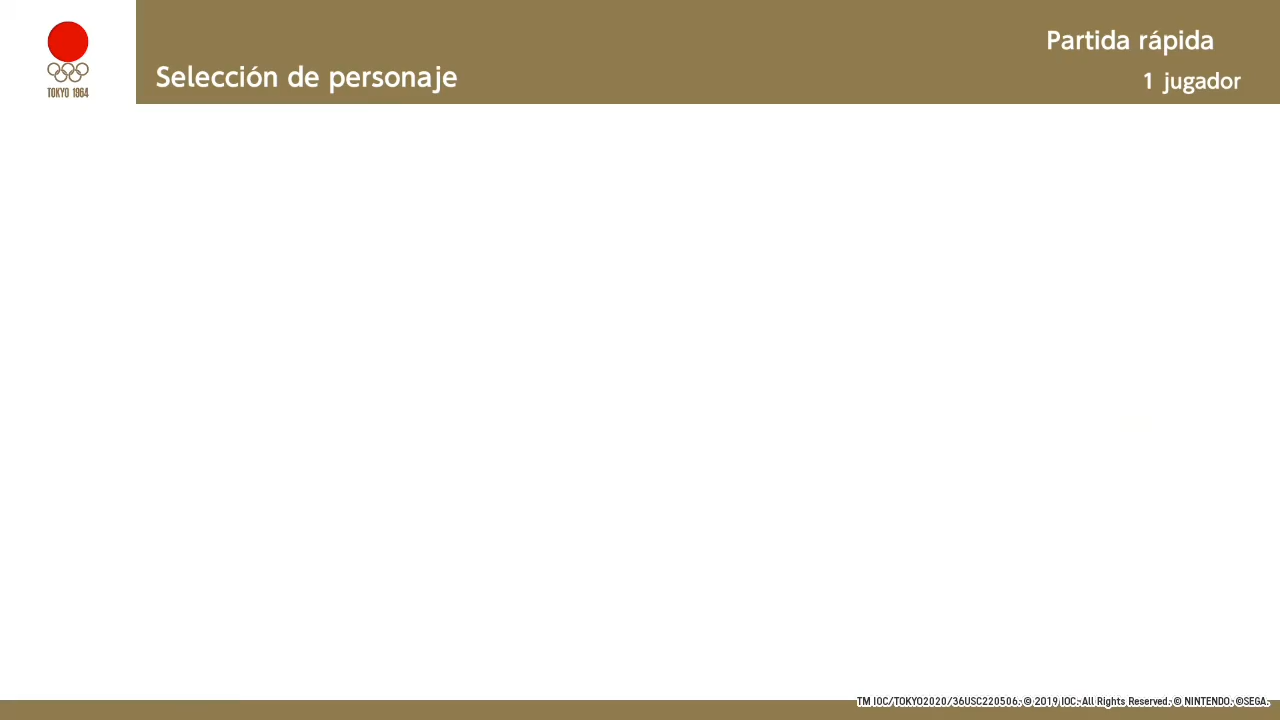 TOKYO 1964
Selección de personaje
Partida rápida
1 jugador
TM IOC/TOKYO2020/36USC220506. © 2019 IOC. All Rights Reserved. © NINTENDO. ©SEGA.